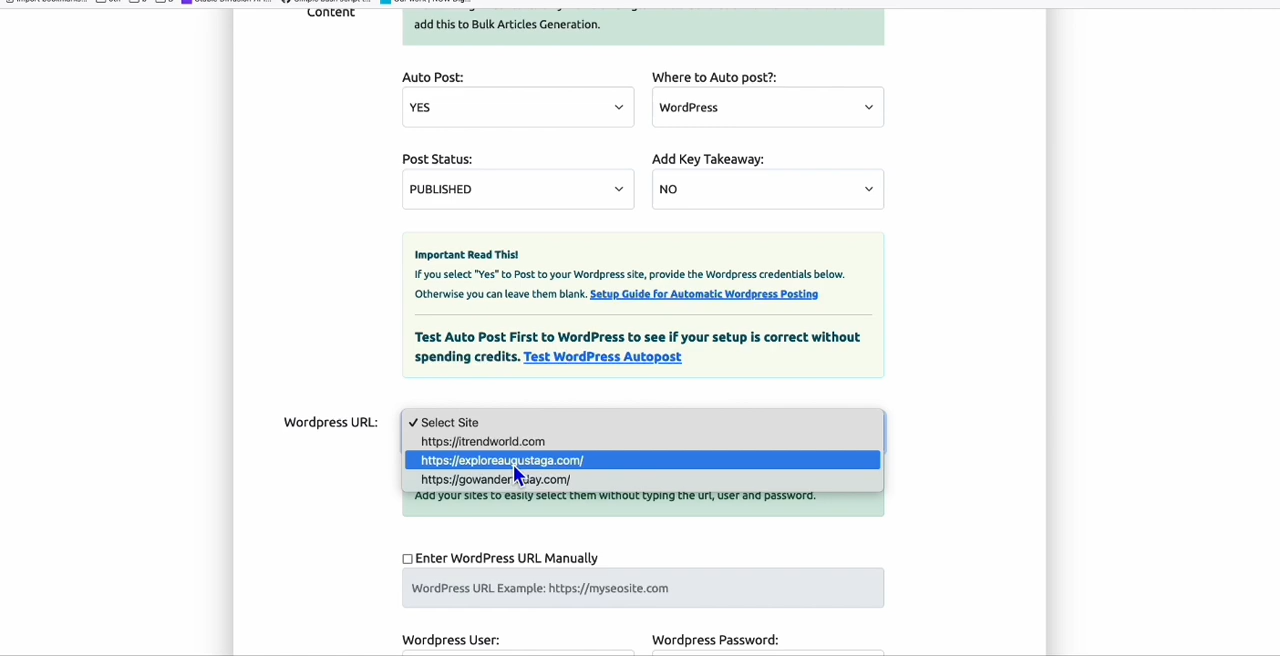 Content
add this to Bulk Articles Generation.
Auto Post:
Where to Auto post?:
YES
WordPress
Post Status:
Add Key Takeaway:
PUBLISHED
NO
Important Read This!
If you select "Yes" to Post to your Wordpress site, provide the Wordpress credentials below.
Otherwise you can leave them blank. Setup Guide for Automatic Wordpress Posting
Test Auto Post First to WordPress to see if your setup is correct without
spending credits. Test WordPress Autopost
Wordpress URL:
✓ Select Site
https://itrendworld.com
https://exploreaugustaga.com/
Add your sites to easily select them without typing the url, user and password.
Enter WordPress URL Manually
WordPress URL Example: https://myseosite.com
Wordpress User:
Wordpress Password: